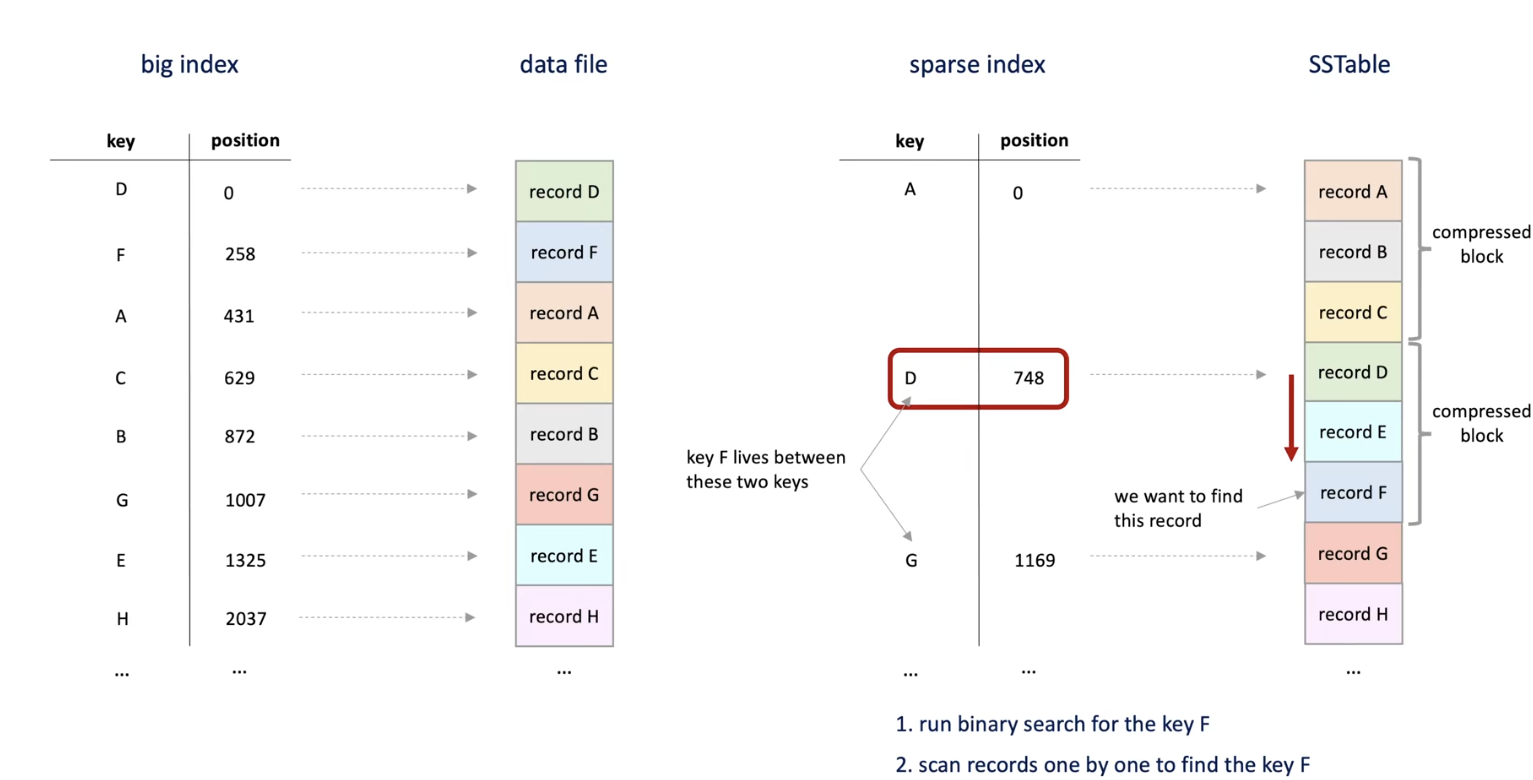 big index
data file
sparse index
SSTable
key position
key position
D 0
record D
A 0
record A
F 258
record F
record B
compressed
block
A 431
record A
record C
C 629
record C
D 748
record D
B 872
record B
key F lives between
these two keys
record E
compressed
block
G 1007
record G
we want to find
this record
record F
E 1325
record E
G 1169
record G
H 2037
record H
record H
... ...
...
... ...
...
1. run binary search for the key F
2. scan records one by one to find the key F